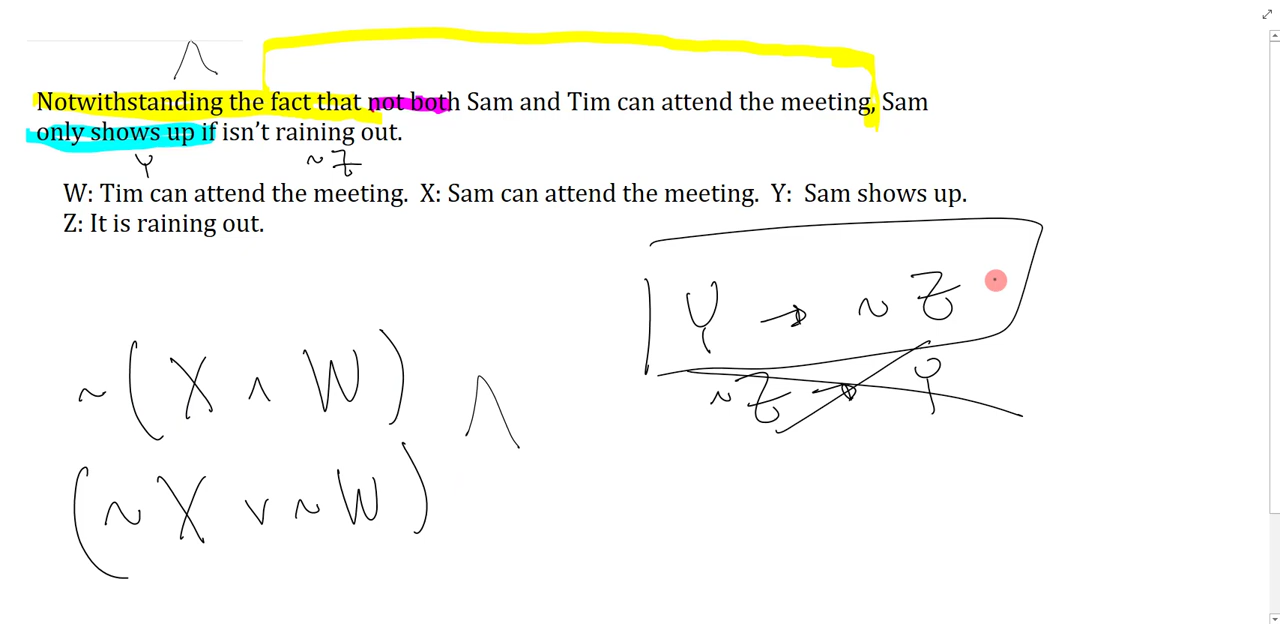 ∧
Notwithstanding the fact that not both Sam and Tim can attend the meeting, Sam
only shows up if isn’t raining out.
Y ~Z
W: Tim can attend the meeting. X: Sam can attend the meeting. Y: Sam shows up.
Z: It is raining out.
Y → ~Z
~Z → Y
~(X ∧ W) ∧
(~X ∨ ~W)